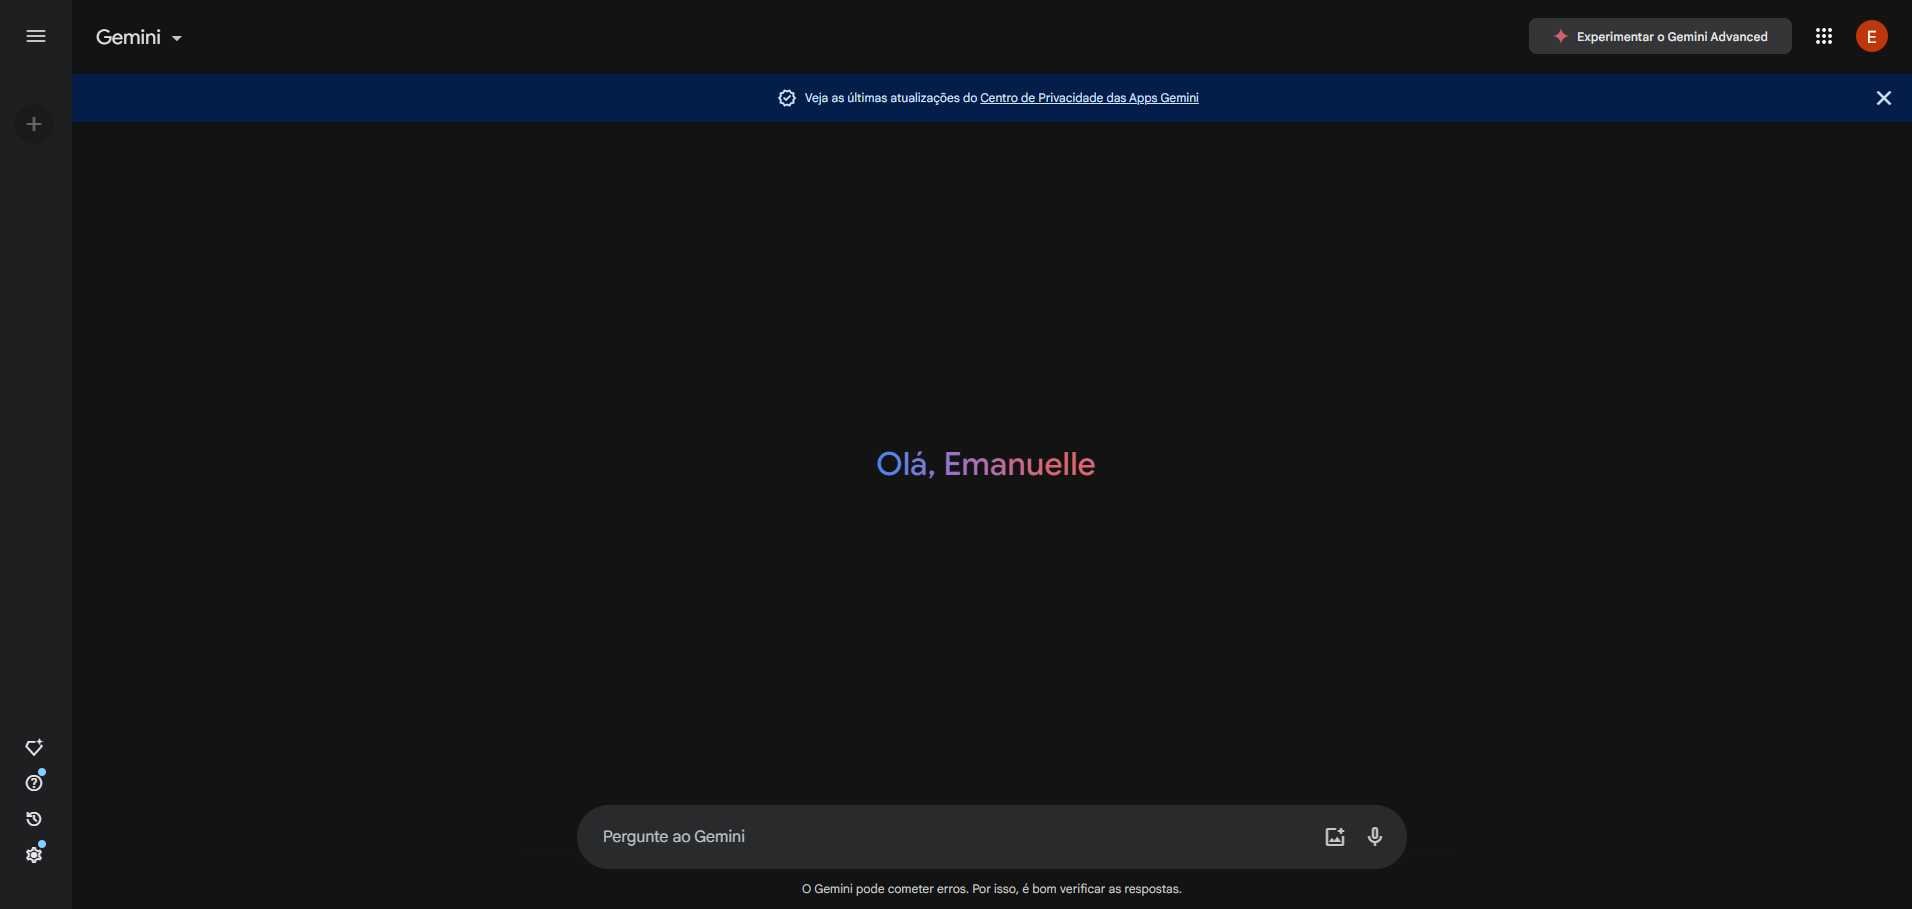 Gemini
Experimentar o Gemini Advanced
E
Veja as últimas atualizações do Centro de Privacidade das Apps Gemini
Olá, Emanuelle
Pergunte ao Gemini
O Gemini pode cometer erros. Por isso, é bom verificar as respostas.